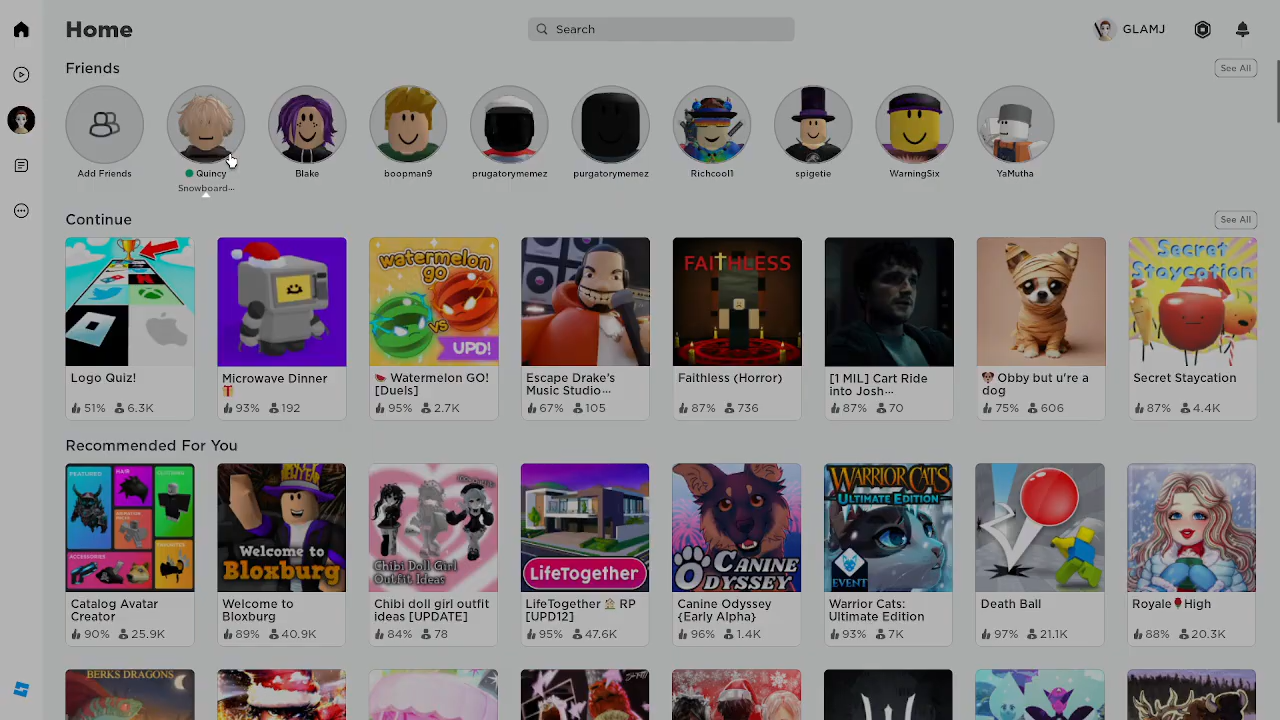 Home
Search
GLAMJ
Friends
See All
Add Friends
Quincy
Snowboard···
Blake
boopman9
prugatorymemez
purgatorymemez
Richcool1
spigetie
WarningSix
YaMutha
Continue
See All
watermelon
go
vs
UPD!
FAITHLESS
Secret
Staycation
Logo Quiz!
Microwave Dinner
🎁
🍉 Watermelon GO!
[Duels]
Escape Drake's
Music Studio···
Faithless (Horror)
[1 MIL] Cart Ride
into Josh···
🐶 Obby but u're a
dog
Secret Staycation
51% 6.3K
93% 192
95% 2.7K
67% 105
87% 736
87% 70
75% 606
87% 4.4K
Recommended For You
FEATURED
HAIR
CLOTHING
ACCESSORIES
FAVORITES
Welcome to
Bloxburg
Chibi Doll Girl
Outfit Ideas
LifeTogether
CANINE
ODYSSEY
WARRIOR CATS
ULTIMATE EDITION
EVENT
Catalog Avatar
Creator
Welcome to
Bloxburg
Chibi doll girl outfit
ideas [UPDATE]
LifeTogether 🏠 RP
[UPD12]
Canine Odyssey
{Early Alpha}
Warrior Cats:
Ultimate Edition
Death Ball
Royale🌹High
90% 25.9K
89% 40.9K
84% 78
95% 47.6K
96% 1.4K
93% 7K
97% 21.1K
88% 20.3K
BERKS DRAGONS